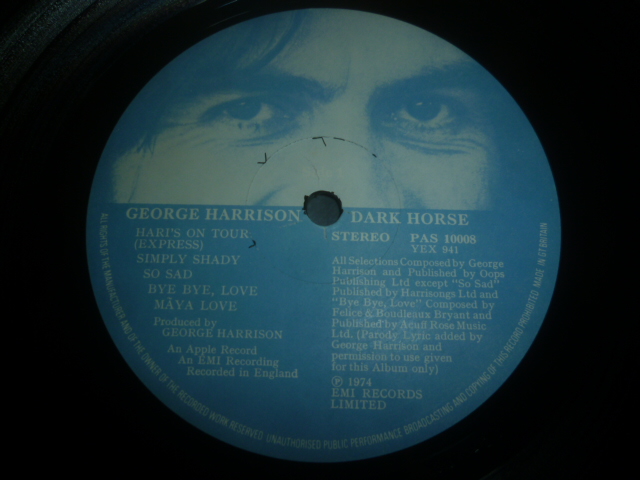 GEORGE HARRISON
DARK HORSE
HARI'S ON TOUR
(EXPRESS)
SIMPLY SHADY
SO SAD
BYE BYE, LOVE
MĀYA LOVE
Produced by
GEORGE HARRISON
An Apple Record
An EMI Recording
Recorded in England
STEREO PAS 10008
YEX 941
All Selections Composed by George
Harrison and Published by Oops
Publishing Ltd except "So Sad"
Published by Harrisongs Ltd and
"Bye Bye, Love" Composed by
Felice & Bondleaux Bryant and
Published by Acuff Rose Music
Ltd. (Parody Lyric added by
George Harrison and
permission to use given
for this Album only)
℗ 1974
EMI RECORDS
LIMITED
ALL RIGHTS OF THE MANUFACTURER AND OF THE OWNER OF THE RECORDED WORK RESERVED UNAUTHORISED PUBLIC PERFORMANCE BROADCASTING AND COPYING OF THIS RECORD PROHIBITED MADE IN GT BRITAIN